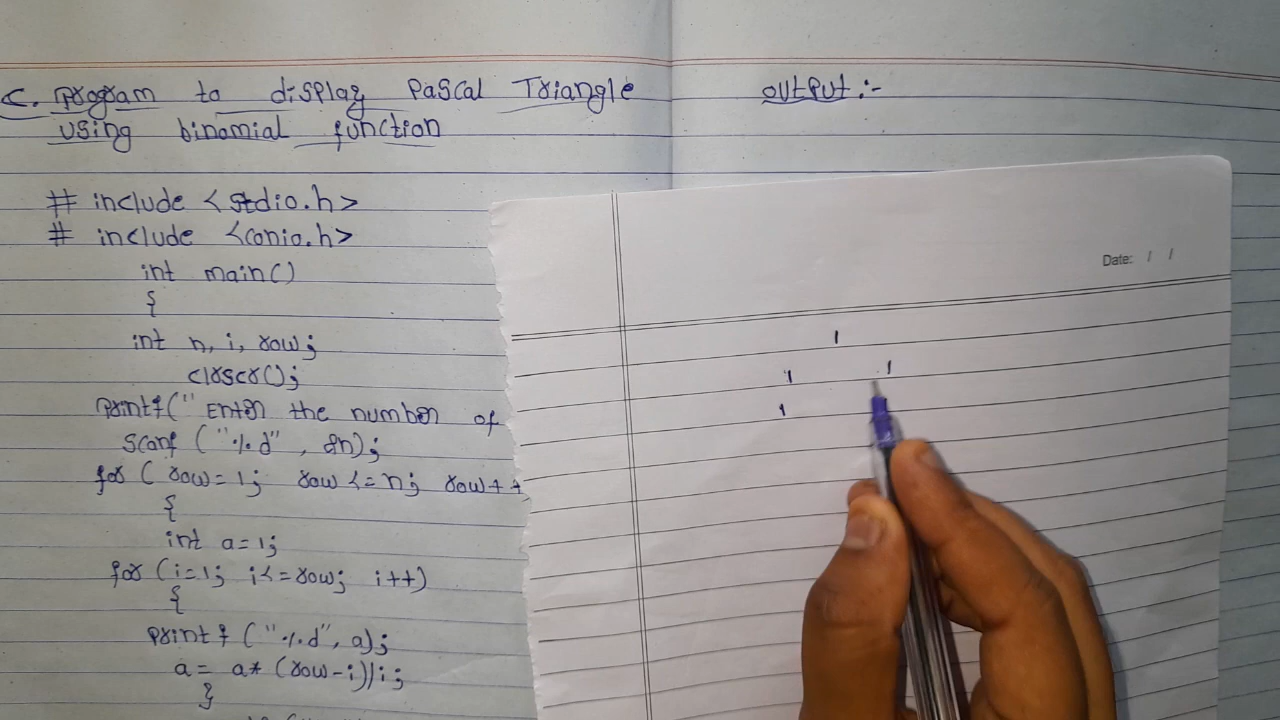 C. program to display Pascal Triangle
using binomial function
# include <stdio.h>
# include <conio.h>
int main()
{
int n, i, row;
clrscr();
printf(" Enter the number of
scanf ("%d" , &n);
for ( row=1; row <=n; row++
{
int a=1;
for (i=1; i<=row; i++)
{
printf ("%d", a);
a= a* (row-i)/i;
}
output:-
Date: / /
1
1 1
1